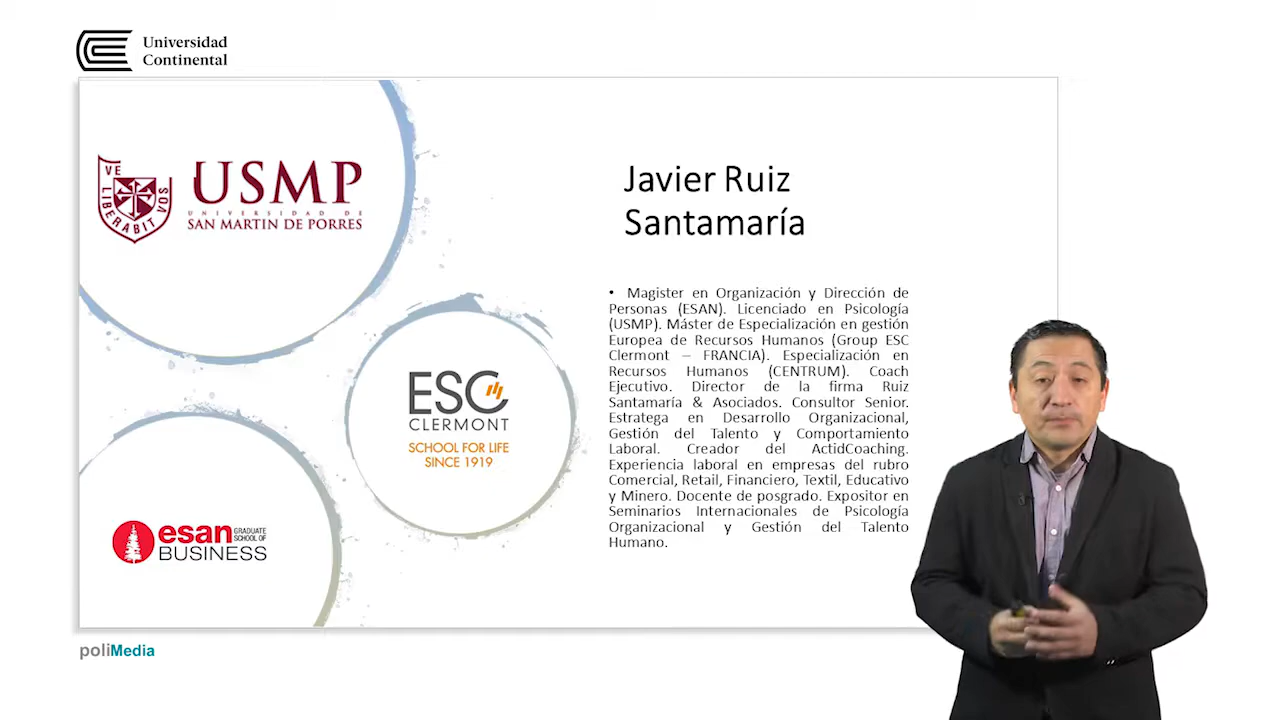 Universidad
Continental
VE
LIBERABIT
VOS
USMP
UNIVERSIDAD DE
SAN MARTIN DE PORRES
Javier Ruiz
Santamaría
• Magister en Organización y Dirección de
Personas (ESAN). Licenciado en Psicología
(USMP). Máster de Especialización en gestión
Europea de Recursos Humanos (Group ESC
Clermont – FRANCIA). Especialización en
Recursos Humanos (CENTRUM). Coach
Ejecutivo. Director de la firma Ruiz
Santamaría & Asociados. Consultor Senior.
Estratega en Desarrollo Organizacional,
Gestión del Talento y Comportamiento
Laboral. Creador del ActidCoaching.
Experiencia laboral en empresas del rubro
Comercial, Retail, Financiero, Textil, Educativo
y Minero. Docente de posgrado. Expositor en
Seminarios Internacionales de Psicología
Organizacional y Gestión del Talento
Humano.
ESC
CLERMONT
SCHOOL FOR LIFE
SINCE 1919
esan GRADUATE
SCHOOL OF
BUSINESS
poliMedia